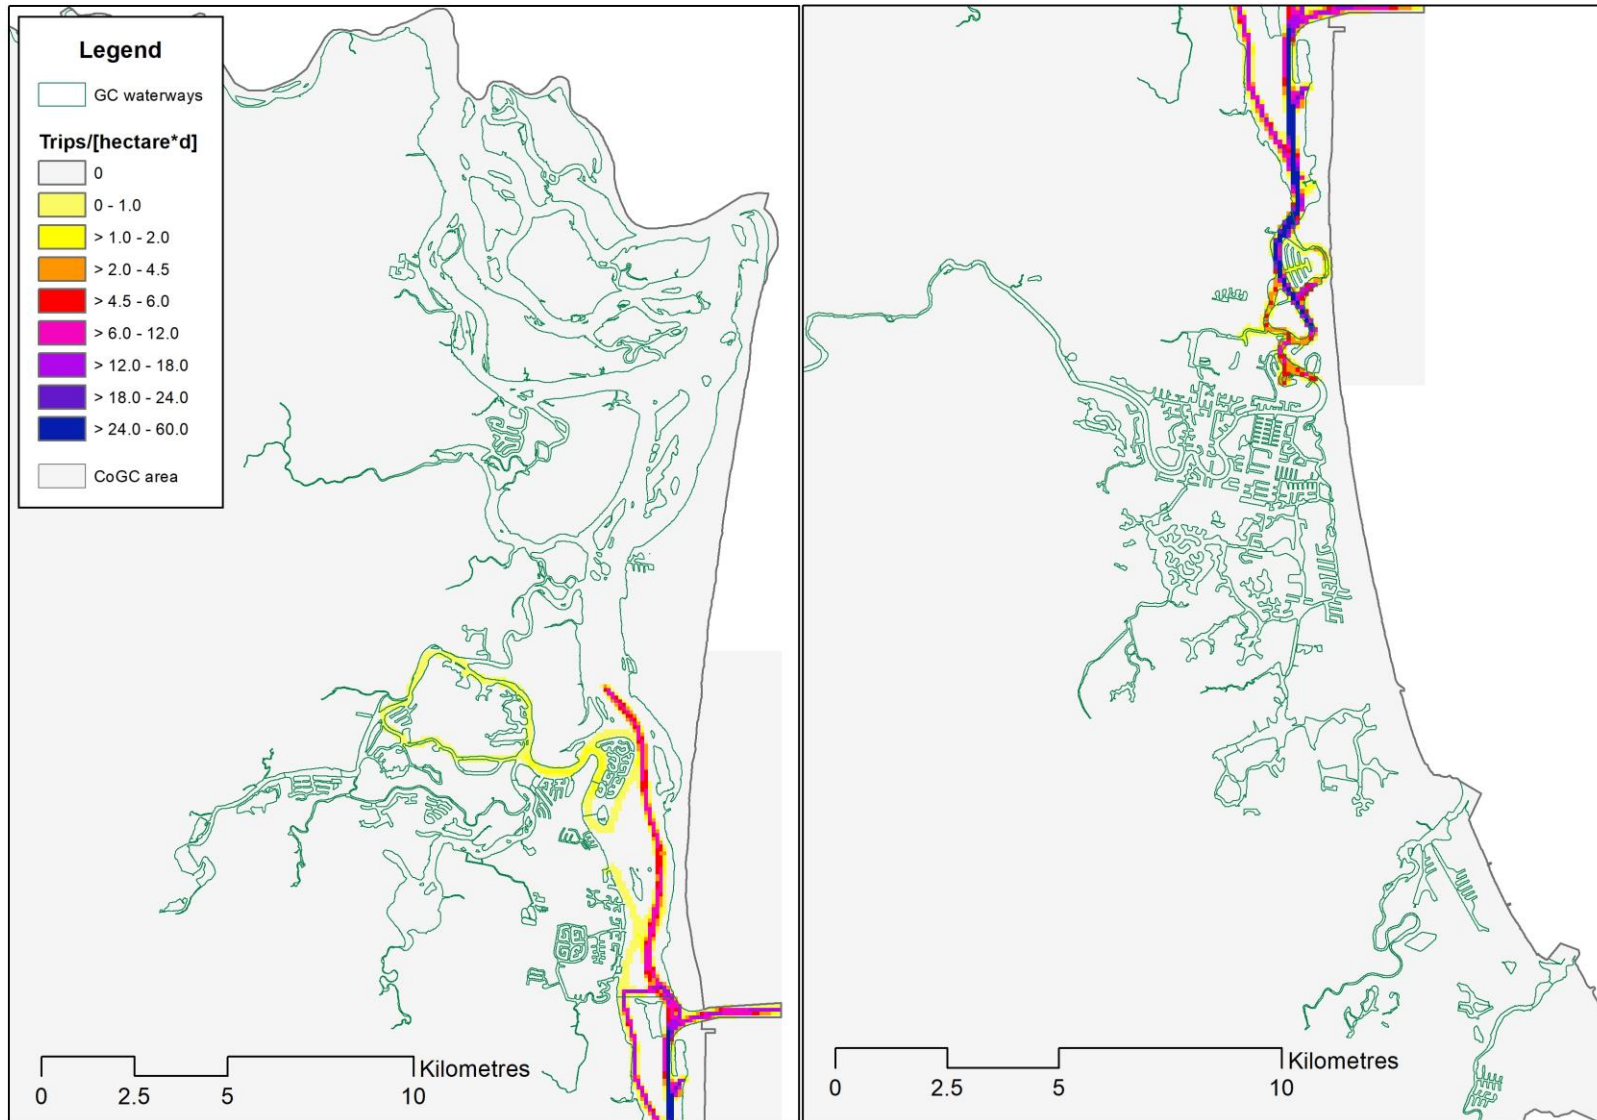 Legend
GC waterways
Trips/[hectare*d]
0
0 - 1.0
> 1.0 - 2.0
> 2.0 - 4.5
> 4.5 - 6.0
> 6.0 - 12.0
> 12.0 - 18.0
> 18.0 - 24.0
> 24.0 - 60.0
CoGC area
Kilometres
0 2.5 5 10
Kilometres
0 2.5 5 10